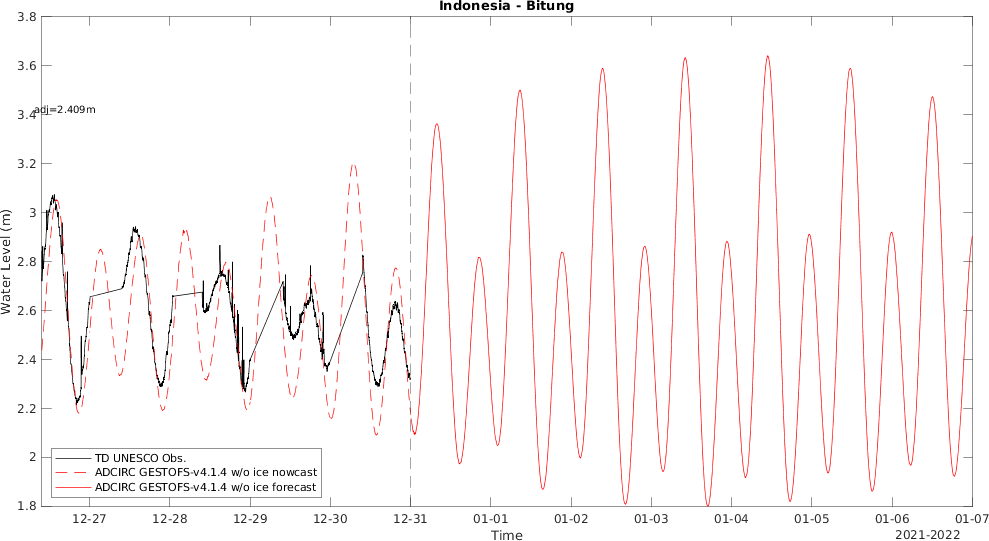 Indonesia - Bitung
3.8
3.6
3.4
adj=2.409m
3.2
3
2.8
2.6
2.4
2.2
2
1.8
Water Level (m)
TD UNESCO Obs.
ADCIRC GESTOFS-v4.1.4 w/o ice nowcast
ADCIRC GESTOFS-v4.1.4 w/o ice forecast
12-27 12-28 12-29 12-30 12-31 01-01 01-02 01-03 01-04 01-05 01-06 01-07
Time
2021-2022